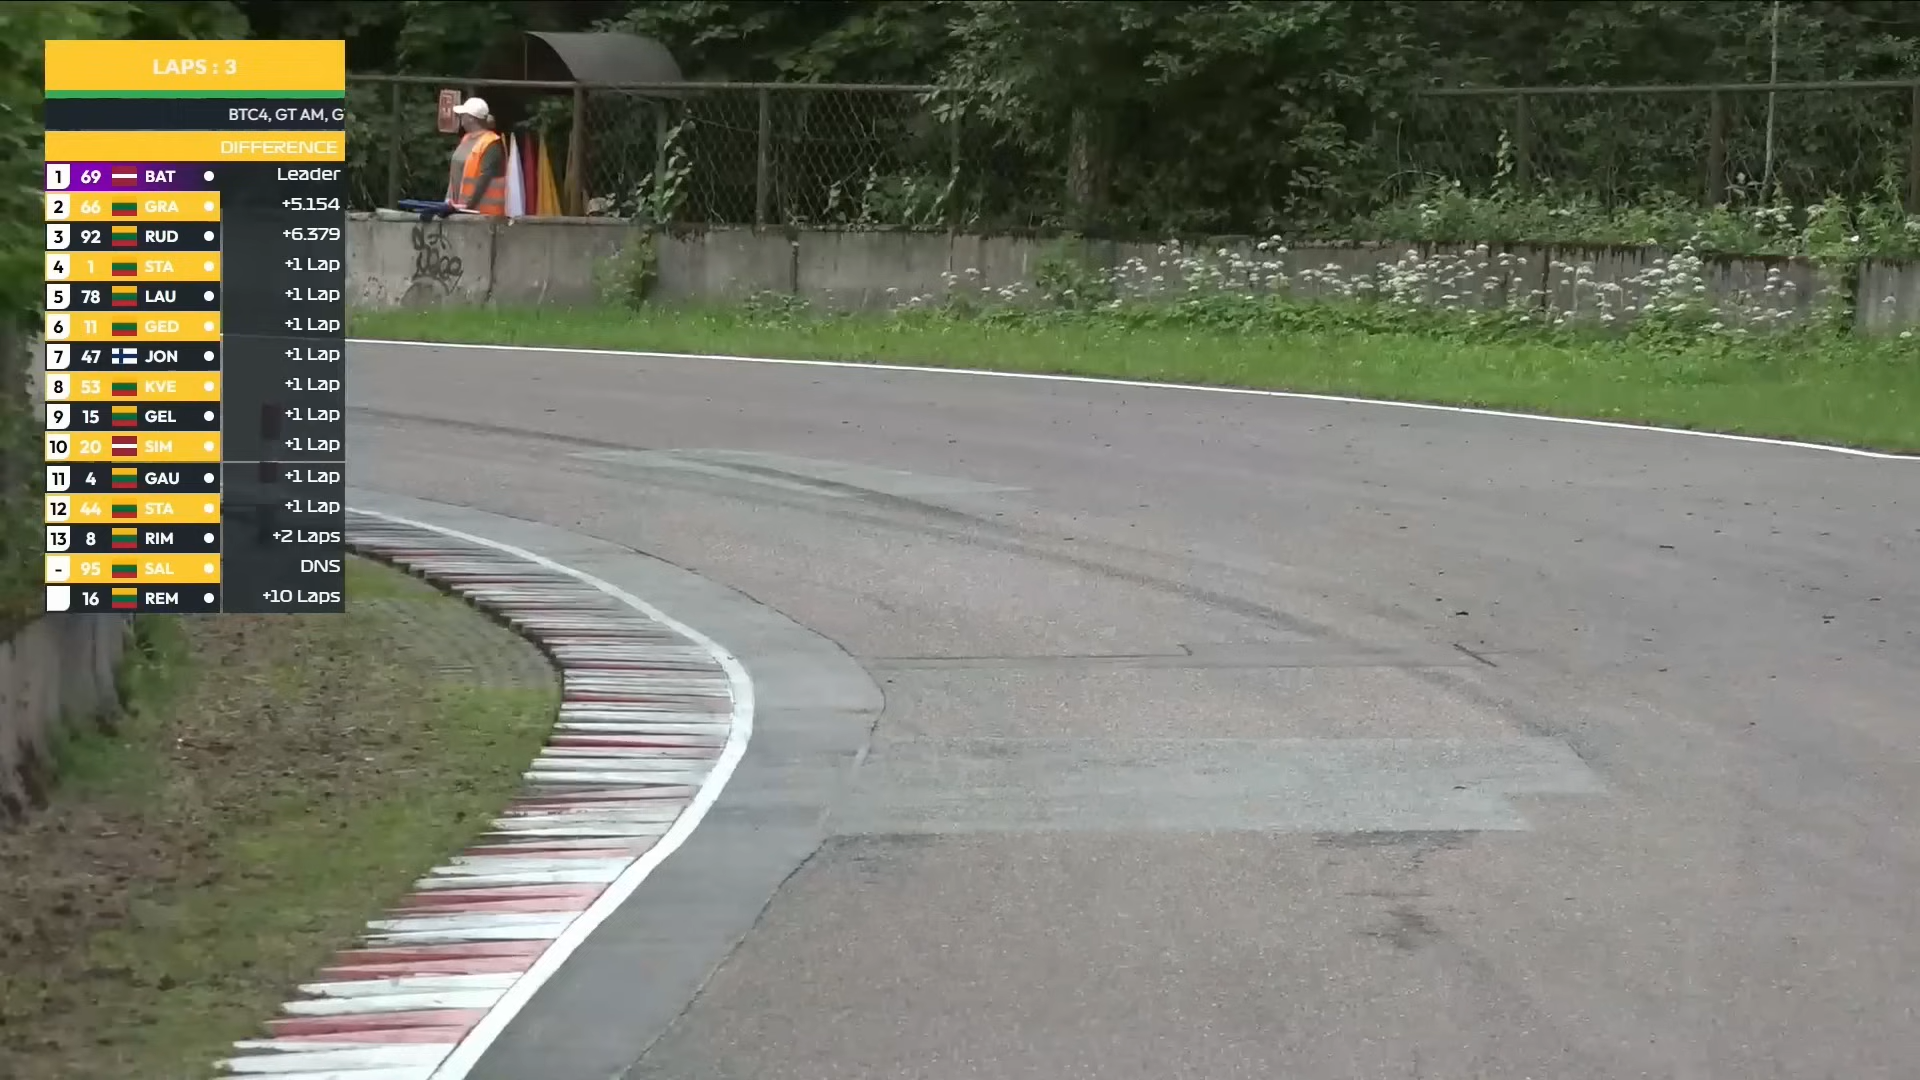 LAPS : 3
BTC4, GT AM, G
DIFFERENCE
1 69 BAT Leader
2 66 GRA +5.154
3 92 RUD +6.379
4 1 STA +1 Lap
5 78 LAU +1 Lap
6 11 GED +1 Lap
7 47 JON +1 Lap
8 53 KVE +1 Lap
9 15 GEL +1 Lap
10 20 SIM +1 Lap
11 4 GAU +1 Lap
12 44 STA +1 Lap
13 8 RIM +2 Laps
- 95 SAL DNS
16 REM +10 Laps